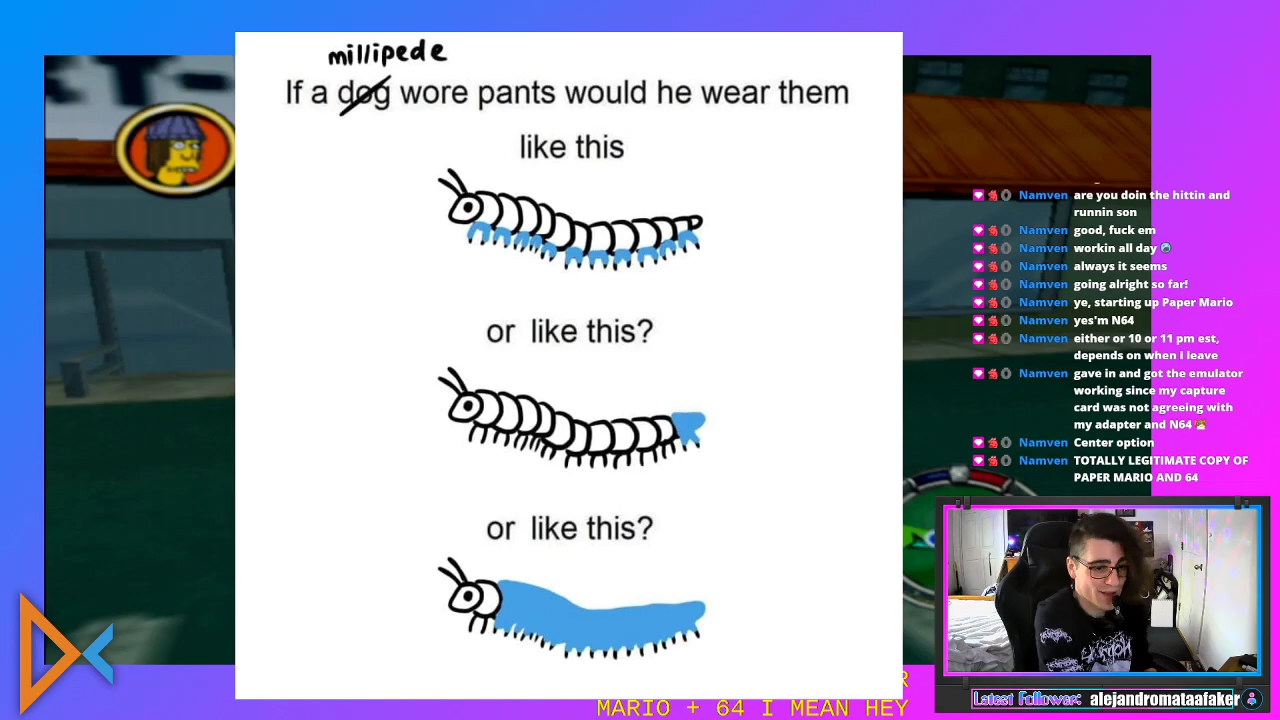 millipede
If a dog wore pants would he wear them
like this
or like this?
or like this?
Namven are you doin the hittin and
runnin son
Namven good, fuck em
Namven workin all day
Namven always it seems
Namven going alright so far!
Namven ye, starting up Paper Mario
Namven yes'm N64
Namven either or 10 or 11 pm est,
depends on when I leave
Namven gave in and got the emulator
working since my capture
card was not agreeing with
my adapter and N64
Namven Center option
Namven TOTALLY LEGITIMATE COPY OF
PAPER MARIO AND 64
Latest Follower: alejandromataafaker
MARIO + 64 I MEAN HEY